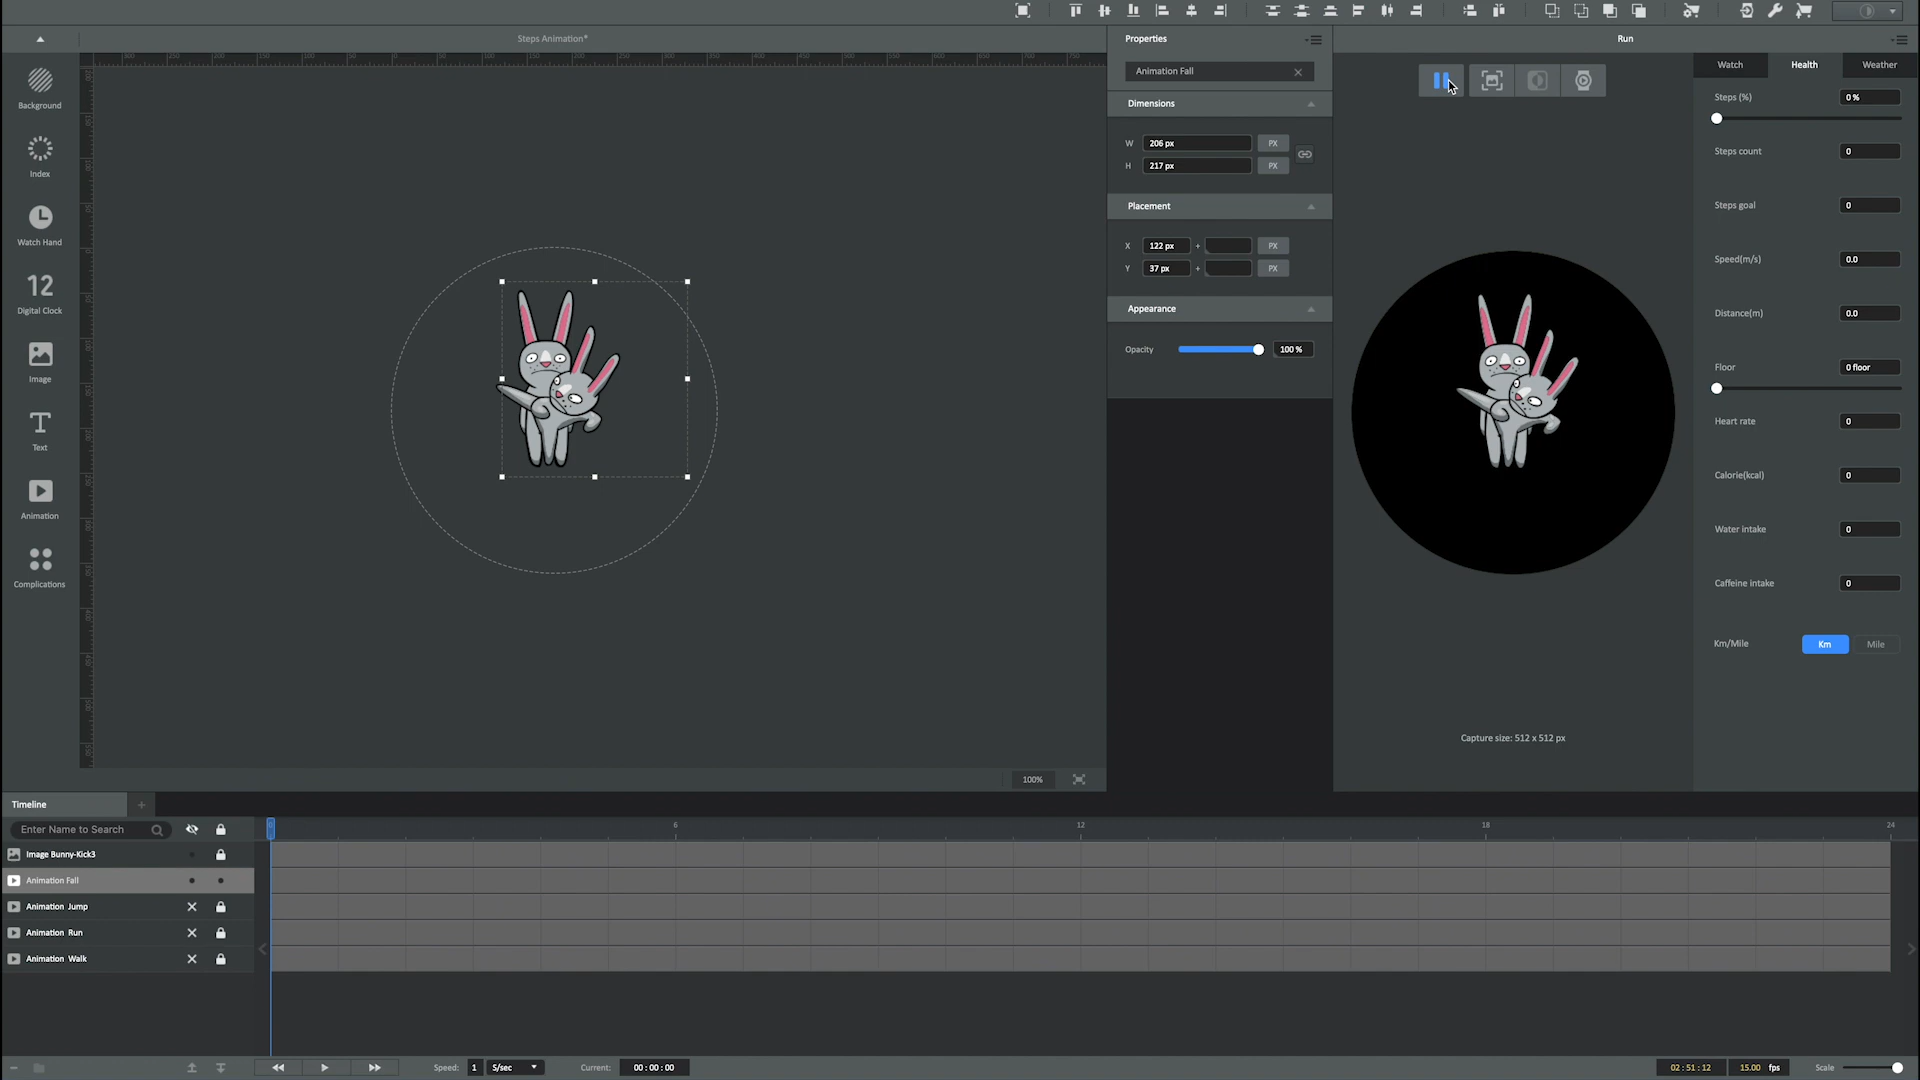 Steps Animation*
Properties
Run
Background
Index
Watch Hand
12
Digital Clock
Image
T
Text
Animation
Complications
100%
Animation Fall
Dimensions
W 206 px PX
H 217 px PX
Placement
X 122 px + PX
Y 37 px + PX
Appearance
Opacity 100 %
Capture size: 512 x 512 px
Watch Health Weather
Steps (%) 0 %
Steps count 0
Steps goal 0
Speed(m/s) 0.0
Distance(m) 0.0
Floor 0 floor
Heart rate 0
Calorie(kcal) 0
Water intake 0
Caffeine intake 0
Km/Mile Km Mile
Timeline +
Enter Name to Search
6 12 18 24
Image Bunny-Kick3
Animation Fall
Animation Jump
Animation Run
Animation Walk
Speed: 1 S/sec Current: 00 : 00 : 00 02 : 51 : 12 15.00 fps Scale